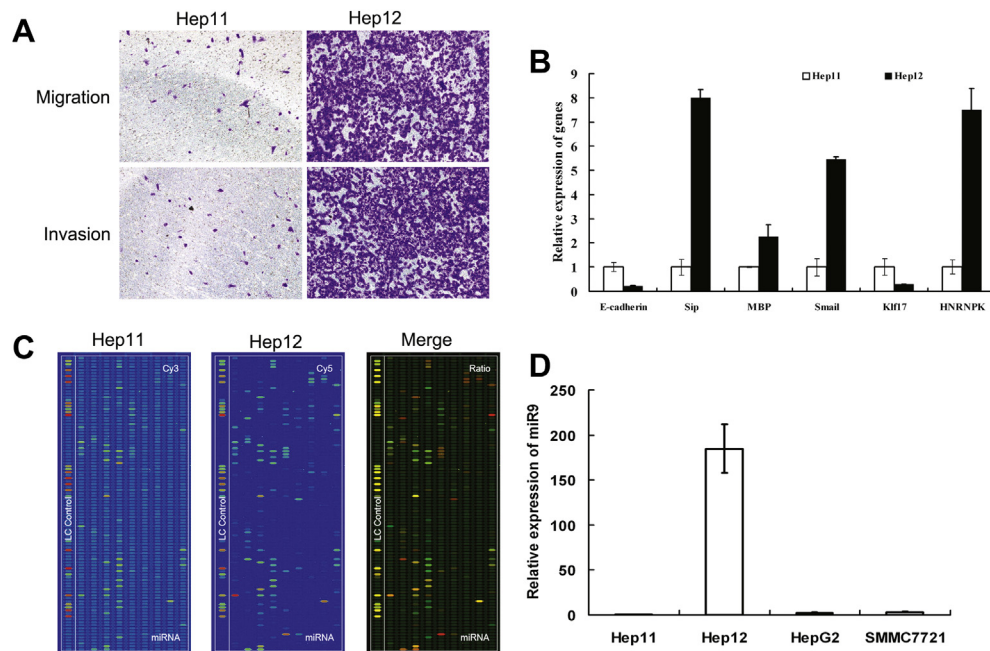 A
Hep11
Hep12
Migration
Invasion
B
Hep11
Hep12
Relative expression of genes
9
8
7
6
5
4
3
2
1
0
E-cadherin
Sip
MBP
Smail
Klf17
HNRNPK
C
Hep11
Hep12
Merge
Cy3
Cy5
Ratio
LC Control
LC Control
LC Control
miRNA
miRNA
miRNA
D
Relative expression of miR9
250
200
150
100
50
0
Hep11
Hep12
HepG2
SMMC7721